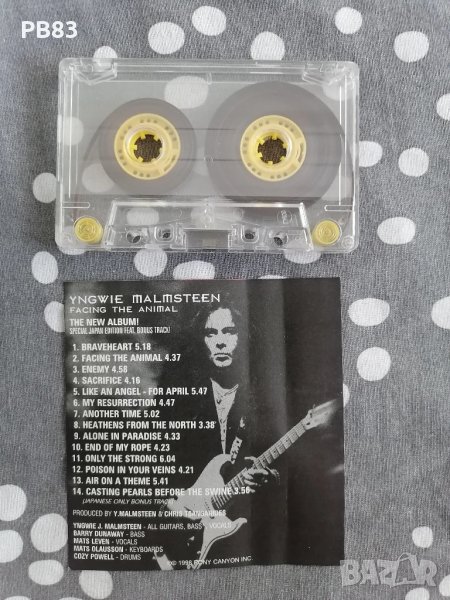 PB83
YNGWIE MALMSTEEN
FACING THE ANIMAL
THE NEW ALBUM!
SPECIAL JAPAN EDITION FEAT. BONUS TRACK!
1. BRAVEHEART 5.18
2. FACING THE ANIMAL 4.37
3. ENEMY 4.58
4. SACRIFICE 4.16
5. LIKE AN ANGEL - FOR APRIL 5.47
6. MY RESURRECTION 4.47
7. ANOTHER TIME 5.02
8. HEATHENS FROM THE NORTH 3.38
9. ALONE IN PARADISE 4.33
10. END OF MY ROPE 4.23
11. ONLY THE STRONG 6.04
12. POISON IN YOUR VEINS 4.21
13. AIR ON A THEME 5.41
14. CASTING PEARLS BEFORE THE SWINE 3.56
(JAPANESE ONLY BONUS TRACK)
PRODUCED BY Y.MALMSTEEN & CHRIS TSANGARIDES
YNGWIE J. MALMSTEEN - ALL GUITARS, BASS VOCALS
BARRY DUNAWAY - BASS
MATS LEVEN - VOCALS
MATS OLAUSSON - KEYBOARDS
COZY POWELL - DRUMS
© 1998 PONY CANYON INC.
BAZAR.BG